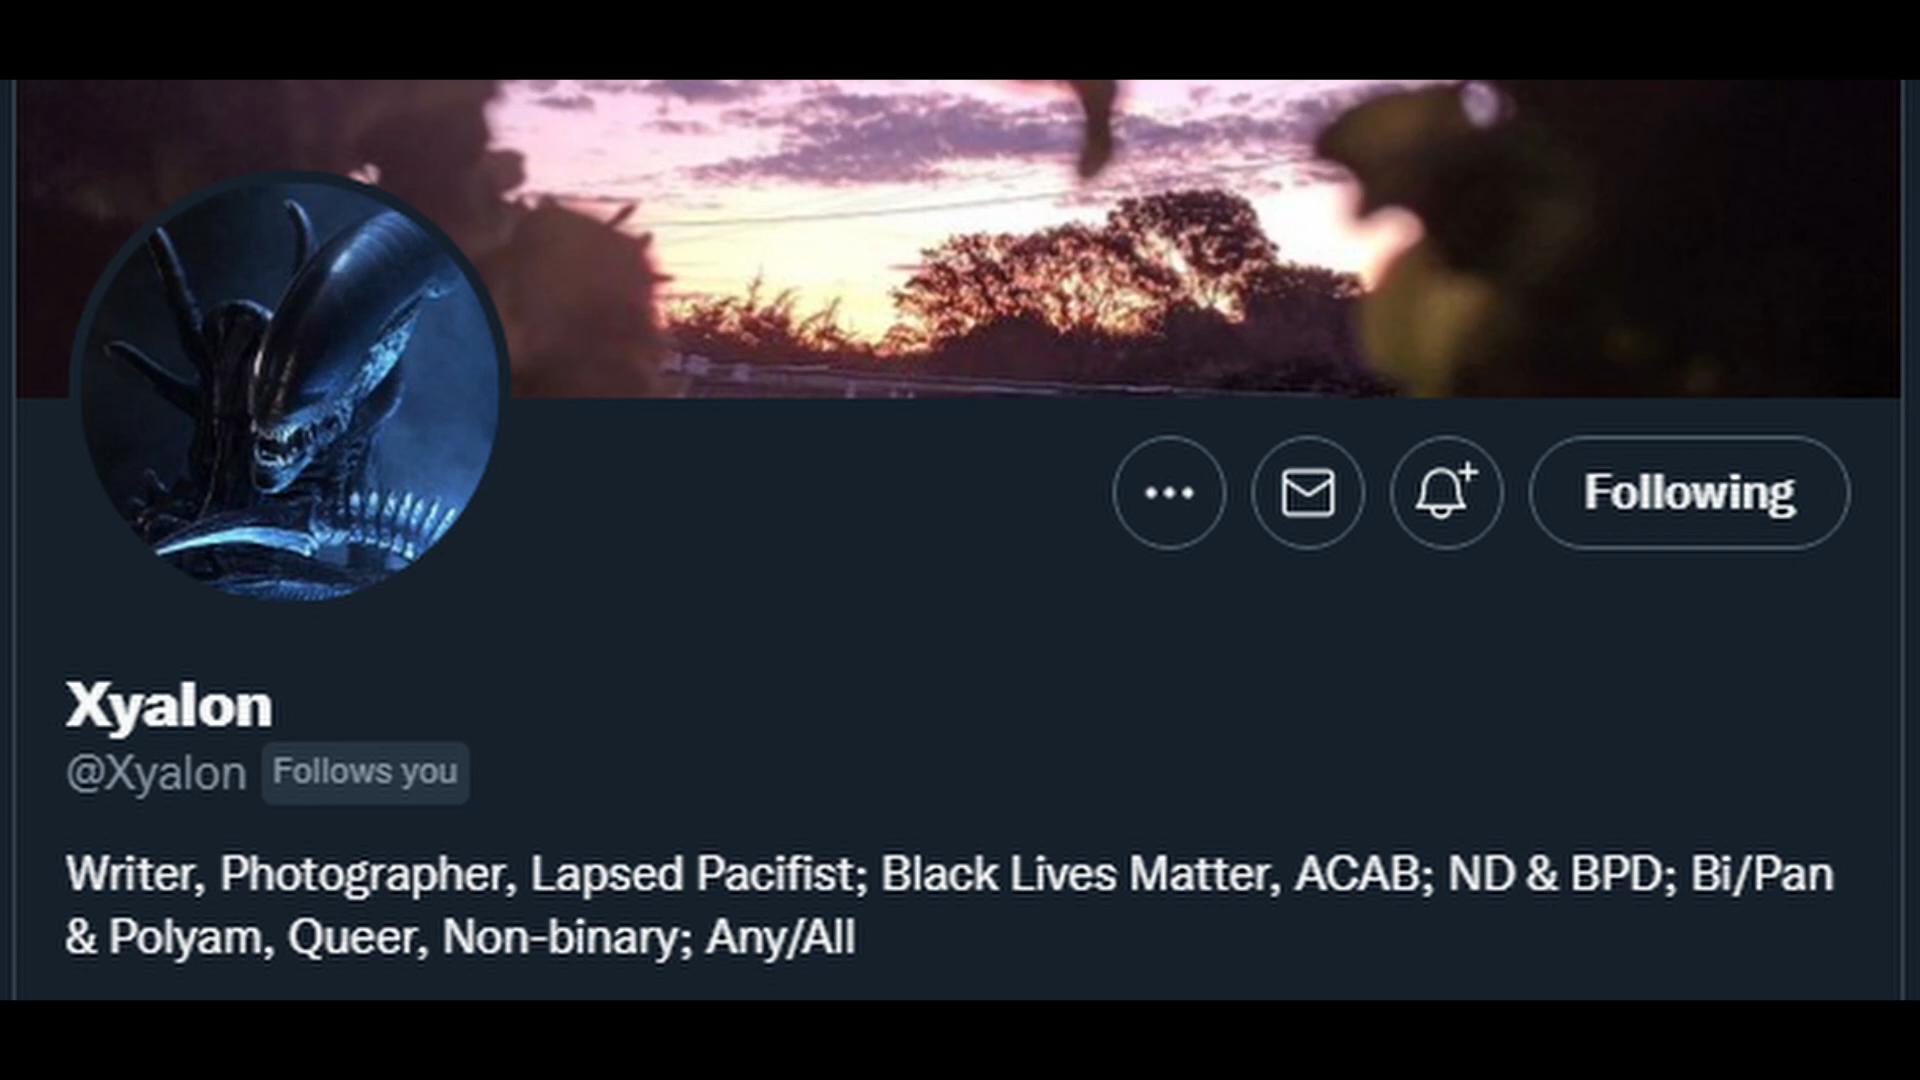 Following
Xyalon
@Xyalon Follows you
Writer, Photographer, Lapsed Pacifist; Black Lives Matter, ACAB; ND & BPD; Bi/Pan
& Polyam, Queer, Non-binary; Any/All